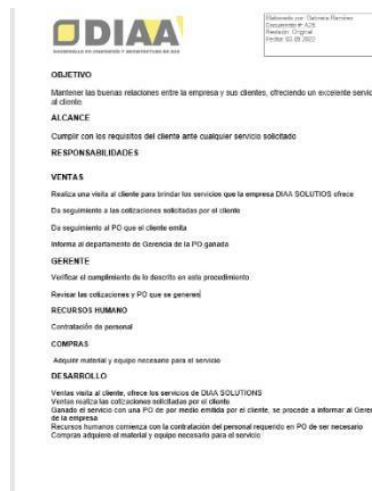 DIAA
Elaborado por: Gabriela Ramírez
Documento #: A28
Revisión: Original
Fecha: 02.09.2022
OBJETIVO
Mantener las buenas relaciones entre la empresa y sus clientes, ofreciendo un excelente servic
al cliente.
ALCANCE
Cumplir con los requisitos del cliente ante cualquier servicio solicitado
RESPONSABILIDADES
VENTAS
Realiza una visita al cliente para brindar los servicios que la empresa DIAA SOLUTIOS ofrece
Da seguimiento a las cotizaciones solicitadas por el cliente
Da seguimiento al PO que el cliente emita
Informa al departamento de Gerencia de la PO ganada
GERENTE
Verificar el cumplimiento de lo descrito en este procedimiento
Revisar las cotizaciones y PO que se generen
RECURSOS HUMANO
Contratación de personal
COMPRAS
Adquirir material y equipo necesario para el servicio
DESARROLLO
Ventas visita al cliente, ofrece los servicios de DIAA SOLUTIONS
Ventas realiza las cotizaciones solicitadas por el cliente
Ganado el servicio con una PO de por medio emitida por el cliente, se procede a informar al Geren
de la empresa
Recursos humanos comienza con la contratación del personal requerido en PO de ser necesario
Compras adquiere el material y equipo necesario para el servicio